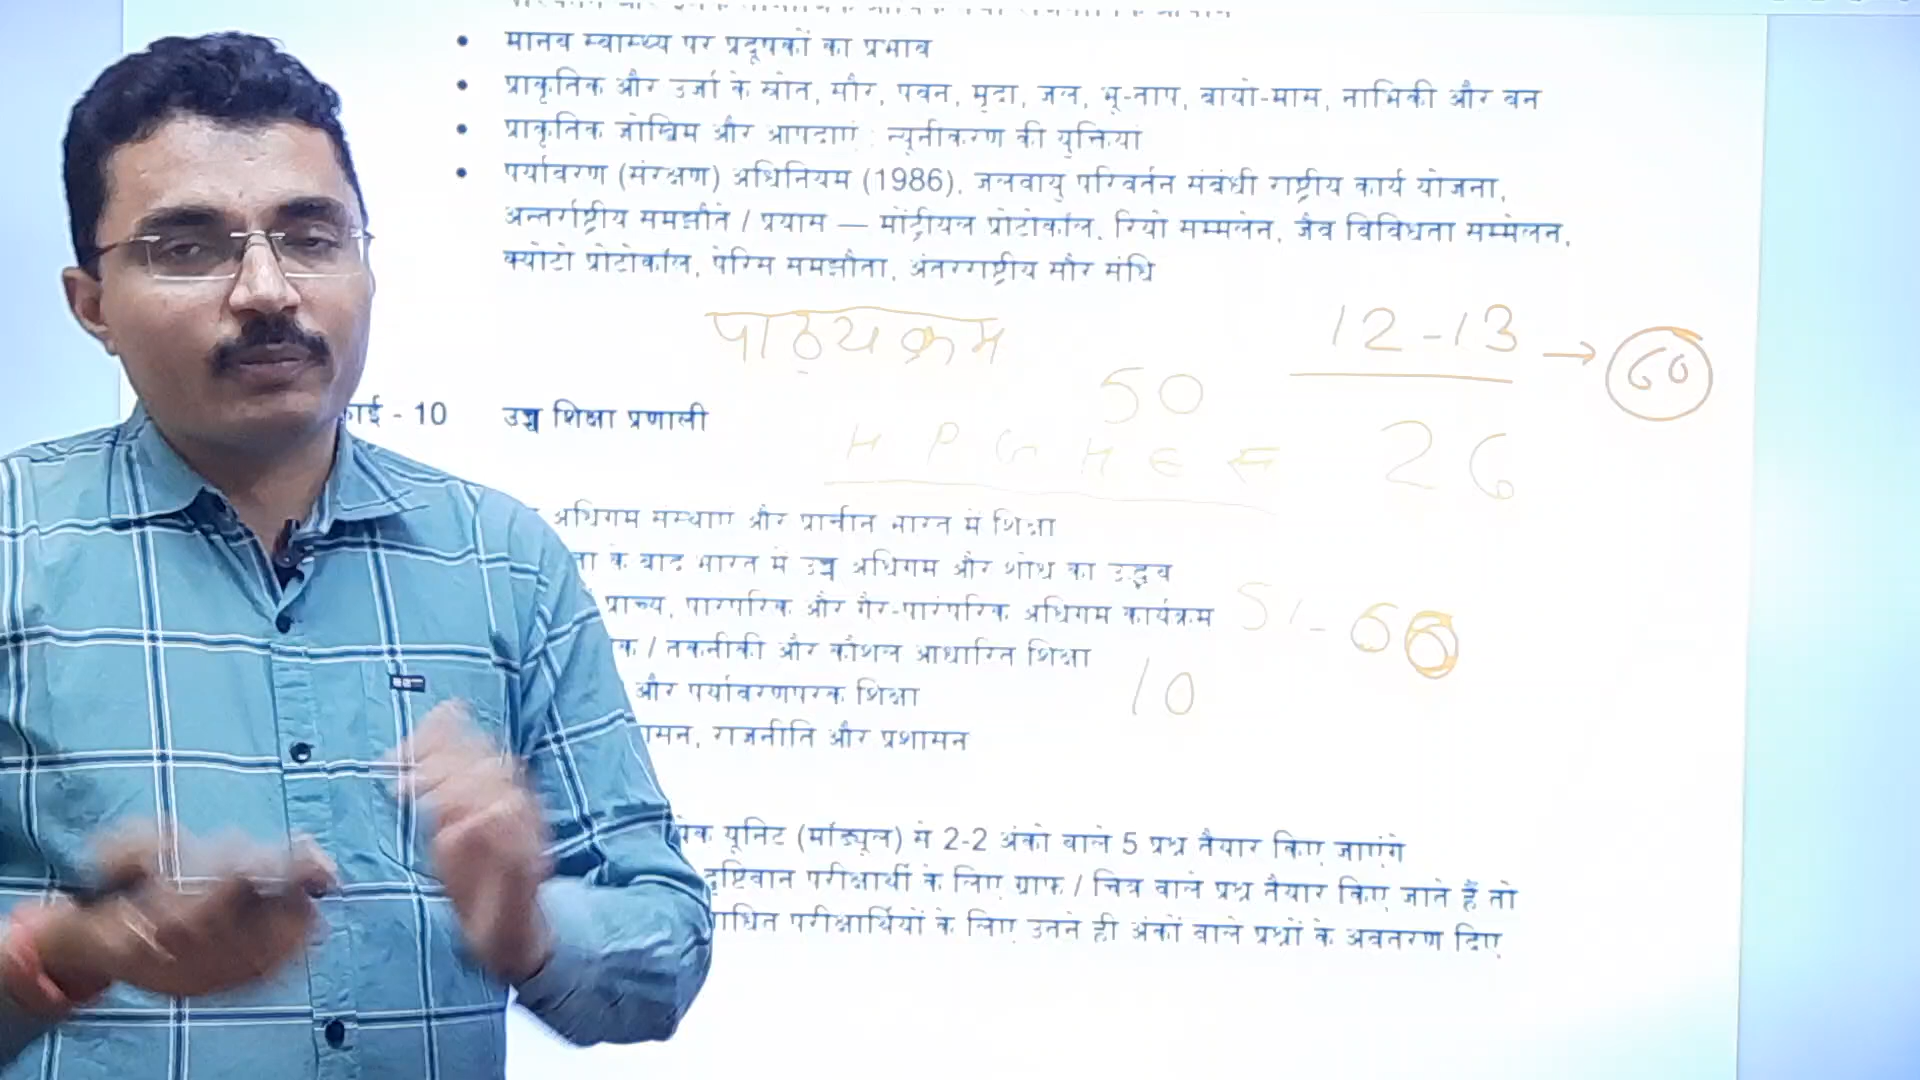 • मानव स्वास्थ्य पर प्रदूषकों का प्रभाव
• प्राकृतिक और उर्जा के स्त्रोत, सौर, पवन, मृदा, जल, भू-ताप, बायो-मास, नाभिकी और वन
• प्राकृतिक जोखिम और आपदाएं : न्यूनीकरण की युक्तियां
• पर्यावरण (संरक्षण) अधिनियम (1986), जलवायु परिवर्तन संबंधी राष्ट्रीय कार्य योजना,
अन्तर्राष्ट्रीय समझौते / प्रयास — मोंट्रीयल प्रोटोकॉल, रियो सम्मलेन, जैव विविधता सम्मेलन,
क्योटो प्रोटोकॉल, पेरिस समझौता, अंतरराष्ट्रीय सौर संधि
पाठ्यक्रम
12-13 → 60
50
26
काई - 10 उच्च शिक्षा प्रणाली
H P G H E E
अधिगम संस्थाएं और प्राचीन भारत में शिक्षा
ता के बाद भारत में उच्च अधिगम और शोध का उद्भव
प्राच्य, पारंपरिक और गैर-पारंपरिक अधिगम कार्यक्रम
51-60
क / तकनीकी और कौशल आधारित शिक्षा
और पर्यावरणपरक शिक्षा
10
ासन, राजनीति और प्रशासन
येक यूनिट (मॉड्यूल) से 2-2 अंकों वाले 5 प्रश्न तैयार किए जाएंगे
दृष्टिवान परीक्षार्थी के लिए ग्राफ / चित्र वाले प्रश्न तैयार किए जाते हैं तो
ाधित परीक्षार्थियों के लिए उतने ही अंकों वाले प्रश्नों के अवतरण दिए